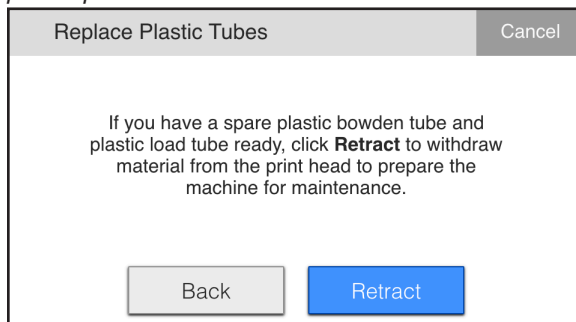 Replace Plastic Tubes
Cancel
If you have a spare plastic bowden tube and
plastic load tube ready, click Retract to withdraw
material from the print head to prepare the
machine for maintenance.
Back
Retract